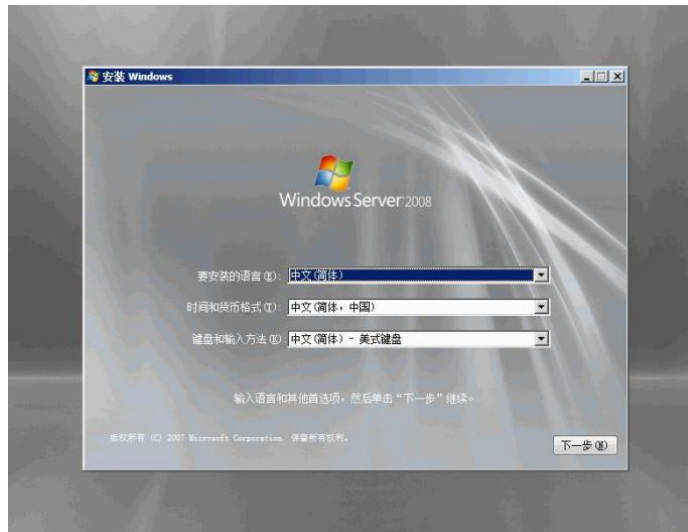 安装 Windows
Windows Server 2008
要安装的语言(E): 中文(简体)
时间和货币格式(T): 中文(简体，中国)
键盘和输入方法(K): 中文(简体) - 美式键盘
输入语言和其他首选项，然后单击“下一步”继续。
版权所有 (C) 2007 Microsoft Corporation. 保留所有权利。
下一步(N)